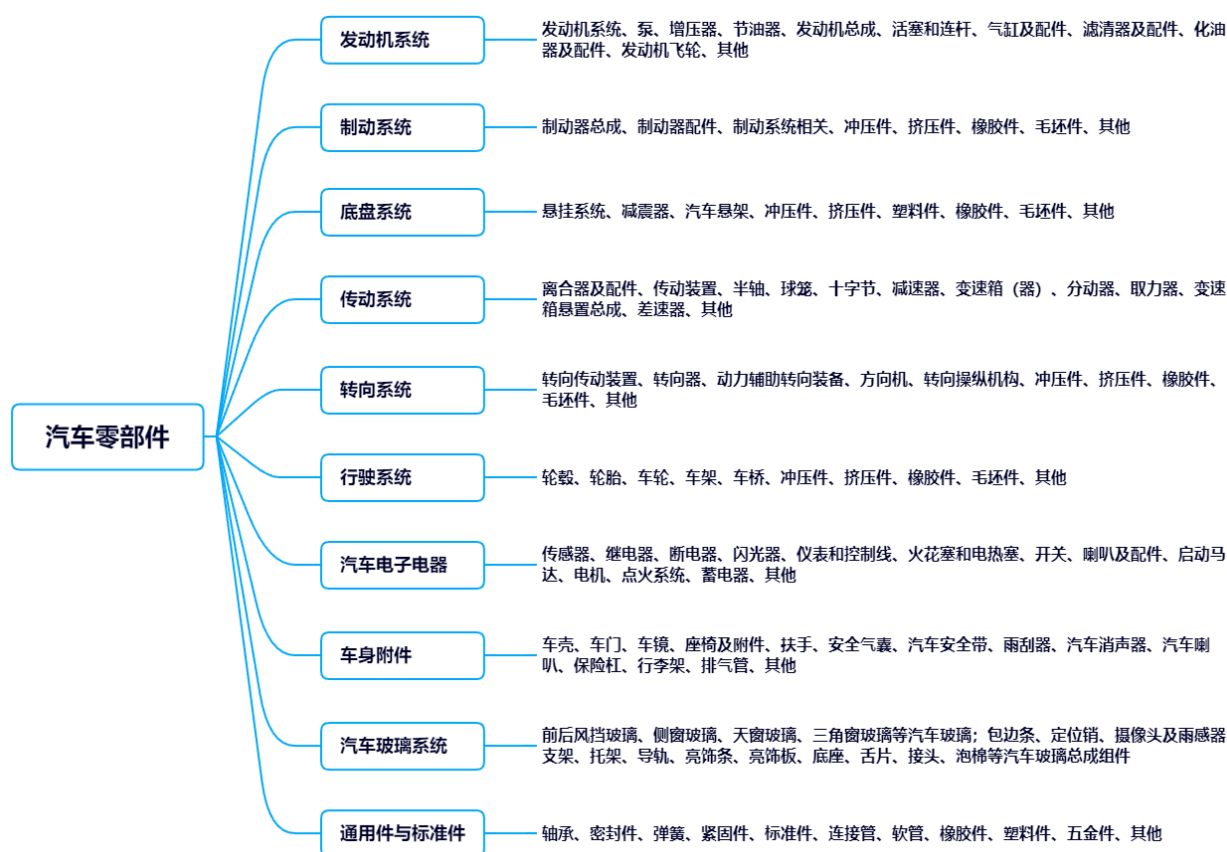 汽车零部件
发动机系统
发动机系统、泵、增压器、节油器、发动机总成、活塞和连杆、气缸及配件、滤清器及配件、化油
器及配件、发动机飞轮、其他
制动系统
制动器总成、制动器配件、制动系统相关、冲压件、挤压件、橡胶件、毛坯件、其他
底盘系统
悬挂系统、减震器、汽车悬架、冲压件、挤压件、塑料件、橡胶件、毛坯件、其他
传动系统
离合器及配件、传动装置、半轴、球笼、十字节、减速器、变速箱（器）、分动器、取力器、变速
箱悬置总成、差速器、其他
转向系统
转向传动装置、转向器、动力辅助转向装备、方向机、转向操纵机构、冲压件、挤压件、橡胶件、
毛坯件、其他
行驶系统
轮毂、轮胎、车轮、车架、车桥、冲压件、挤压件、橡胶件、毛坯件、其他
汽车电子电器
传感器、继电器、断电器、闪光器、仪表和控制线、火花塞和电热塞、开关、喇叭及配件、启动马
达、电机、点火系统、蓄电器、其他
车身附件
车壳、车门、车镜、座椅及附件、扶手、安全气囊、汽车安全带、雨刮器、汽车消声器、汽车喇
叭、保险杠、行李架、排气管、其他
汽车玻璃系统
前后风挡玻璃、侧窗玻璃、天窗玻璃、三角窗玻璃等汽车玻璃；包边条、定位销、摄像头及雨感器
支架、托架、导轨、亮饰条、亮饰板、底座、舌片、接头、泡棉等汽车玻璃总成组件
通用件与标准件
轴承、密封件、弹簧、紧固件、标准件、连接管、软管、橡胶件、塑料件、五金件、其他